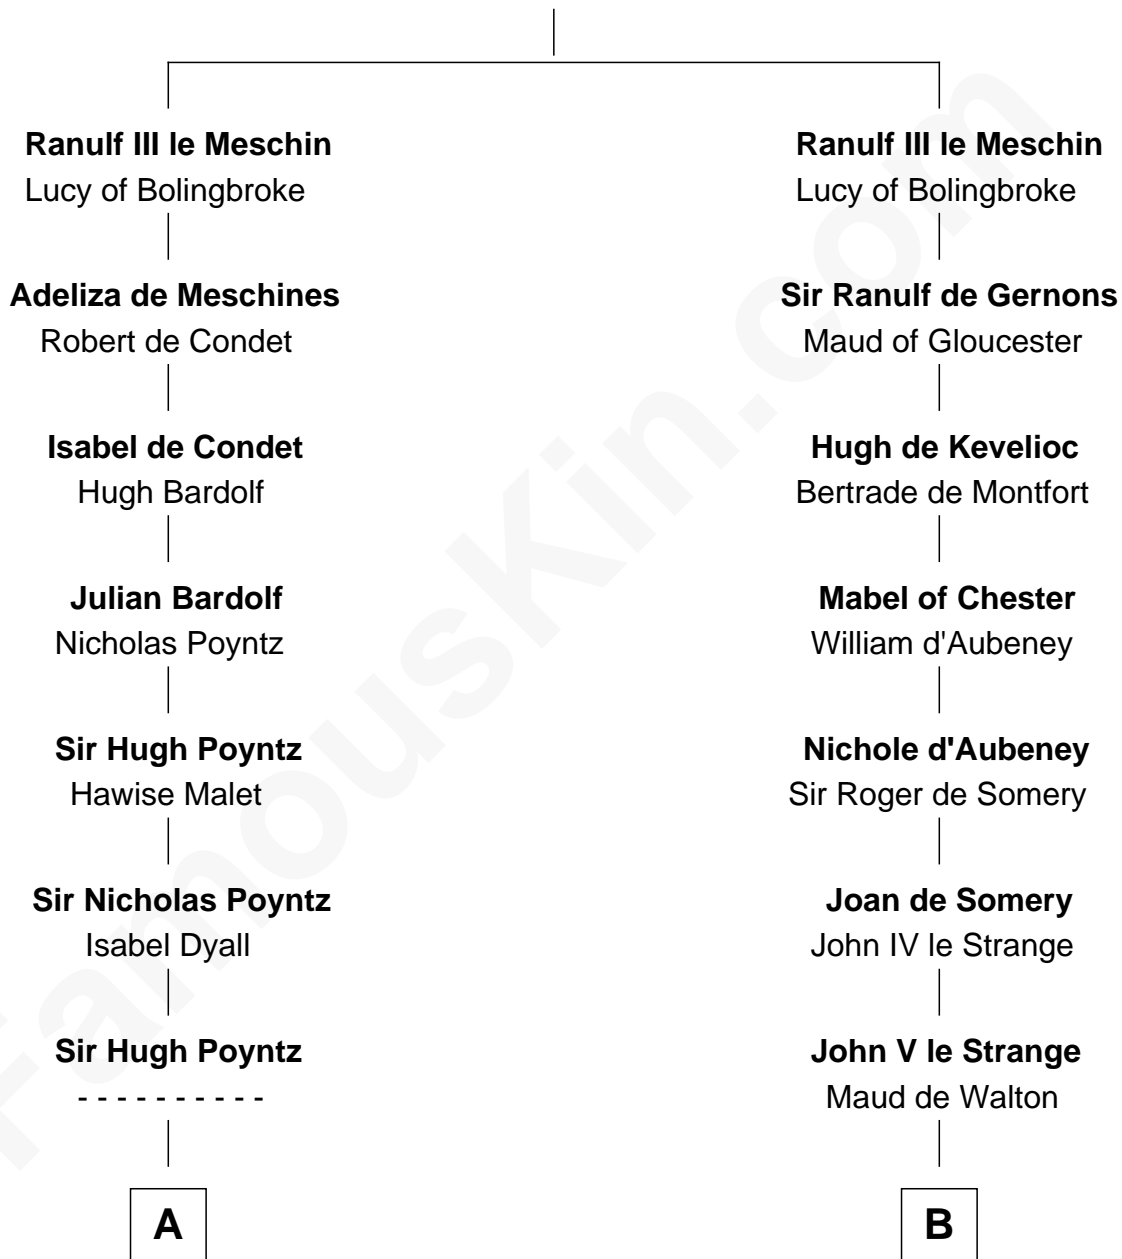 Ranulf III le Meschin
Lucy of Bolingbroke
Adeliza de Meschines
Robert de Condet
Isabel de Condet
Hugh Bardolf
Julian Bardolf
Nicholas Poyntz
Sir Hugh Poyntz
Hawise Malet
Sir Nicholas Poyntz
Isabel Dyall
Sir Hugh Poyntz
- - - - - - - - - -
A
Ranulf III le Meschin
Lucy of Bolingbroke
Sir Ranulf de Gernons
Maud of Gloucester
Hugh de Kevelioc
Bertrade de Montfort
Mabel of Chester
William d'Aubeney
Nichole d'Aubeney
Sir Roger de Somery
Joan de Somery
John IV le Strange
John V le Strange
Maud de Walton
B
FamousKin.com